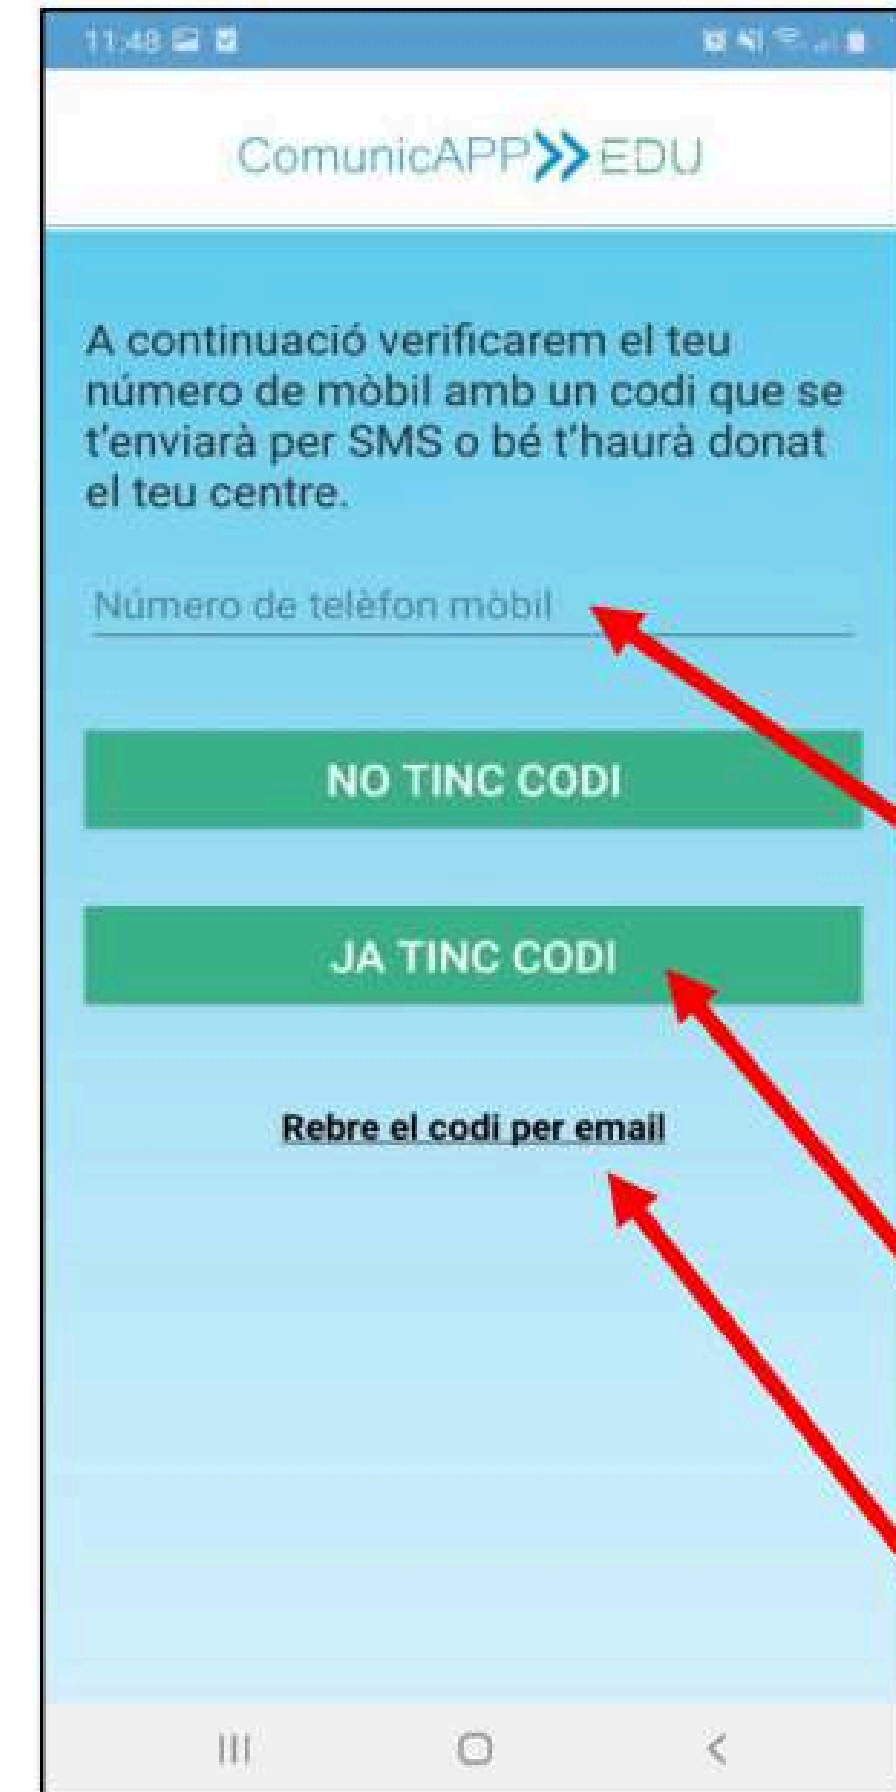 11:48
ComunicAPP EDU
A continuació verificarem el teu
número de mòbil amb un codi que se
t'enviarà per SMS o bé t'haurà donat
el teu centre.
Número de telèfon mòbil
NO TINC CODI
JA TINC CODI
Rebre el codi per email